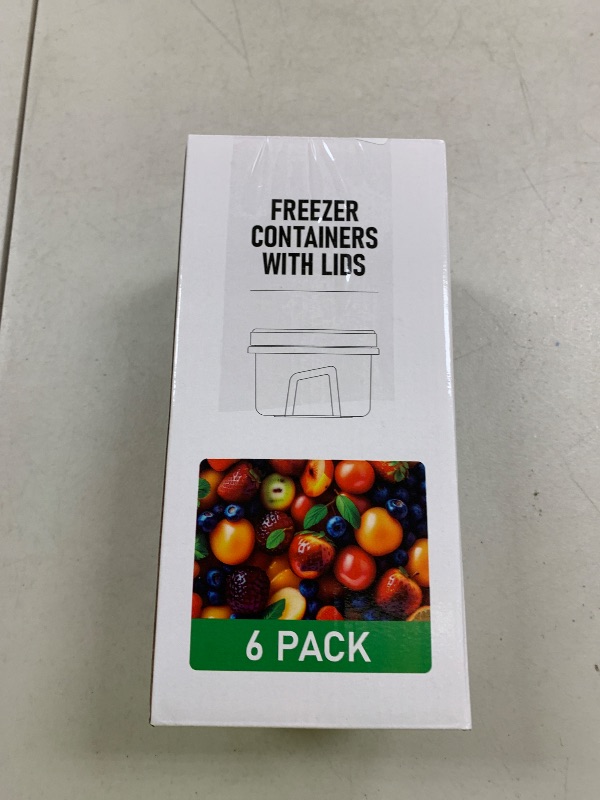 FREEZER
CONTAINERS
WITH LIDS
6 PACK